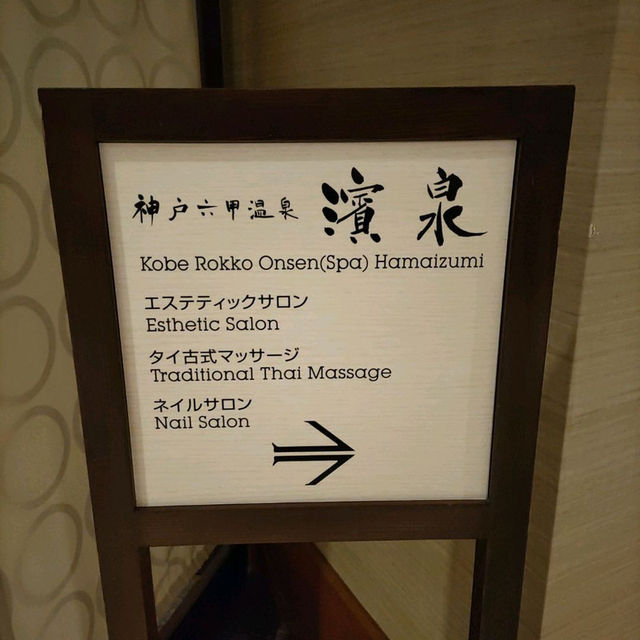 神戸六甲温泉 濱泉
Kobe Rokko Onsen(Spa) Hamaizumi
エステティックサロン
Esthetic Salon
タイ古式マッサージ
Traditional Thai Massage
ネイルサロン
Nail Salon